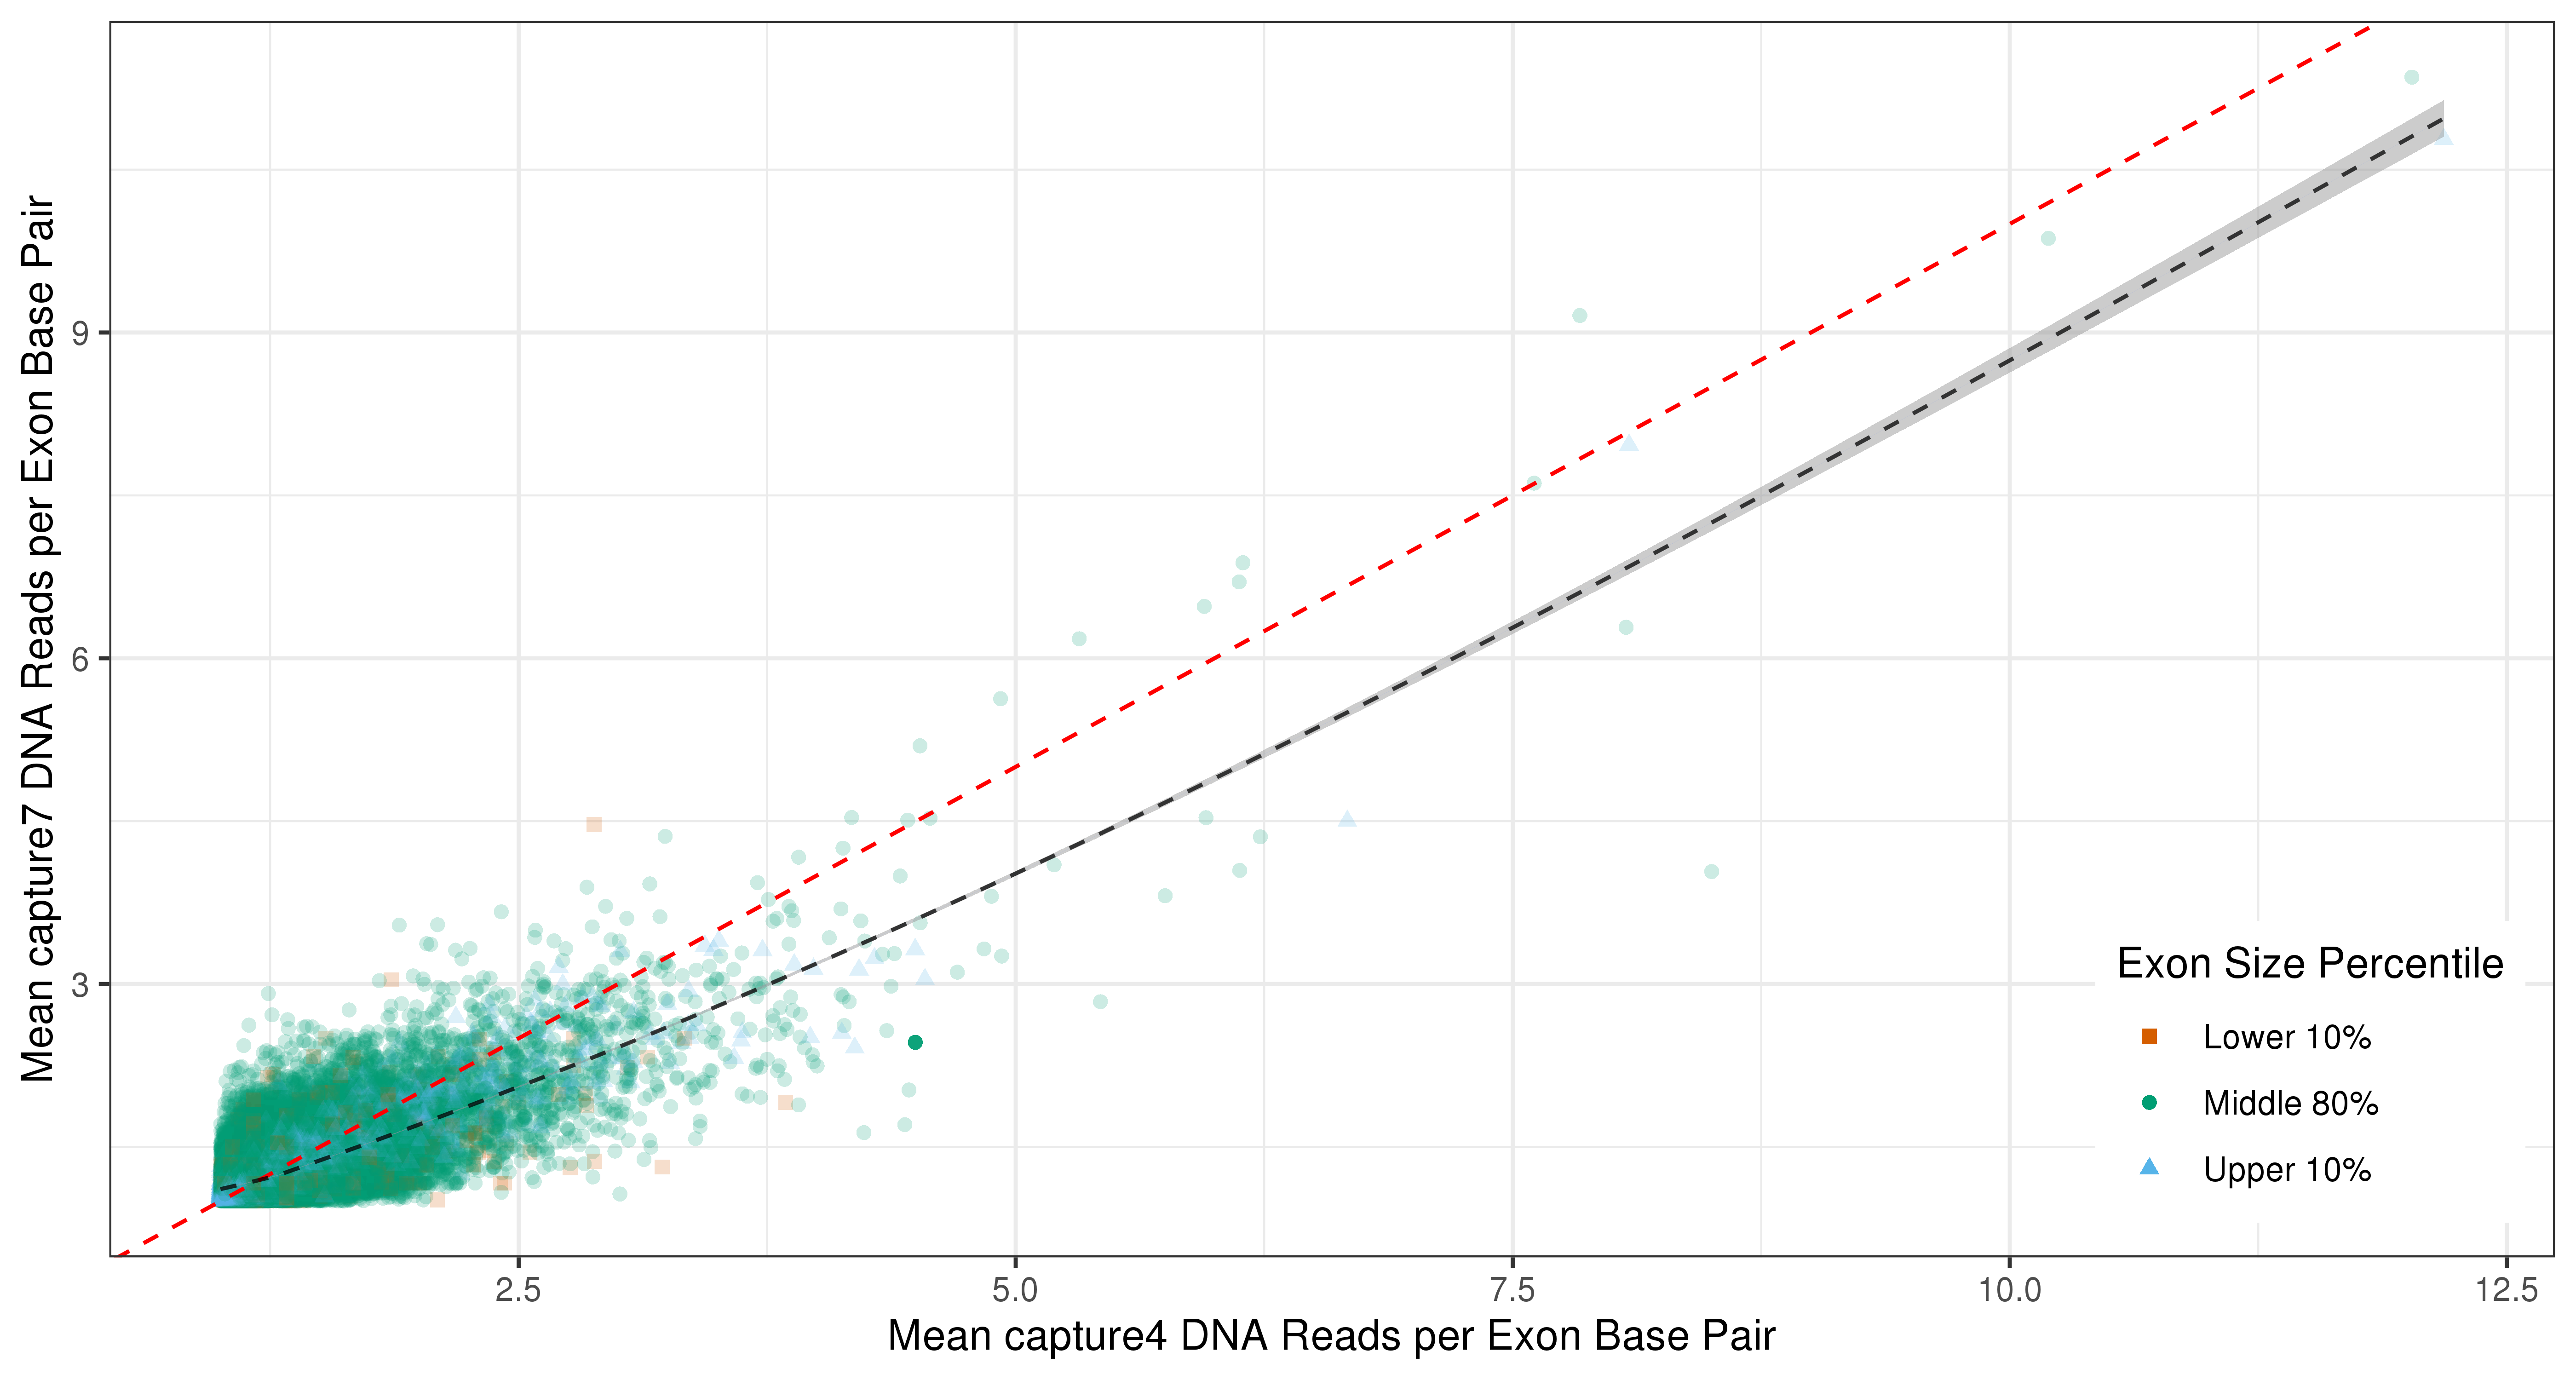 Mean capture7 DNA Reads per Exon Base Pair
9
6
3
2.5 5.0 7.5 10.0 12.5
Mean capture4 DNA Reads per Exon Base Pair
Exon Size Percentile
Lower 10%
Middle 80%
Upper 10%